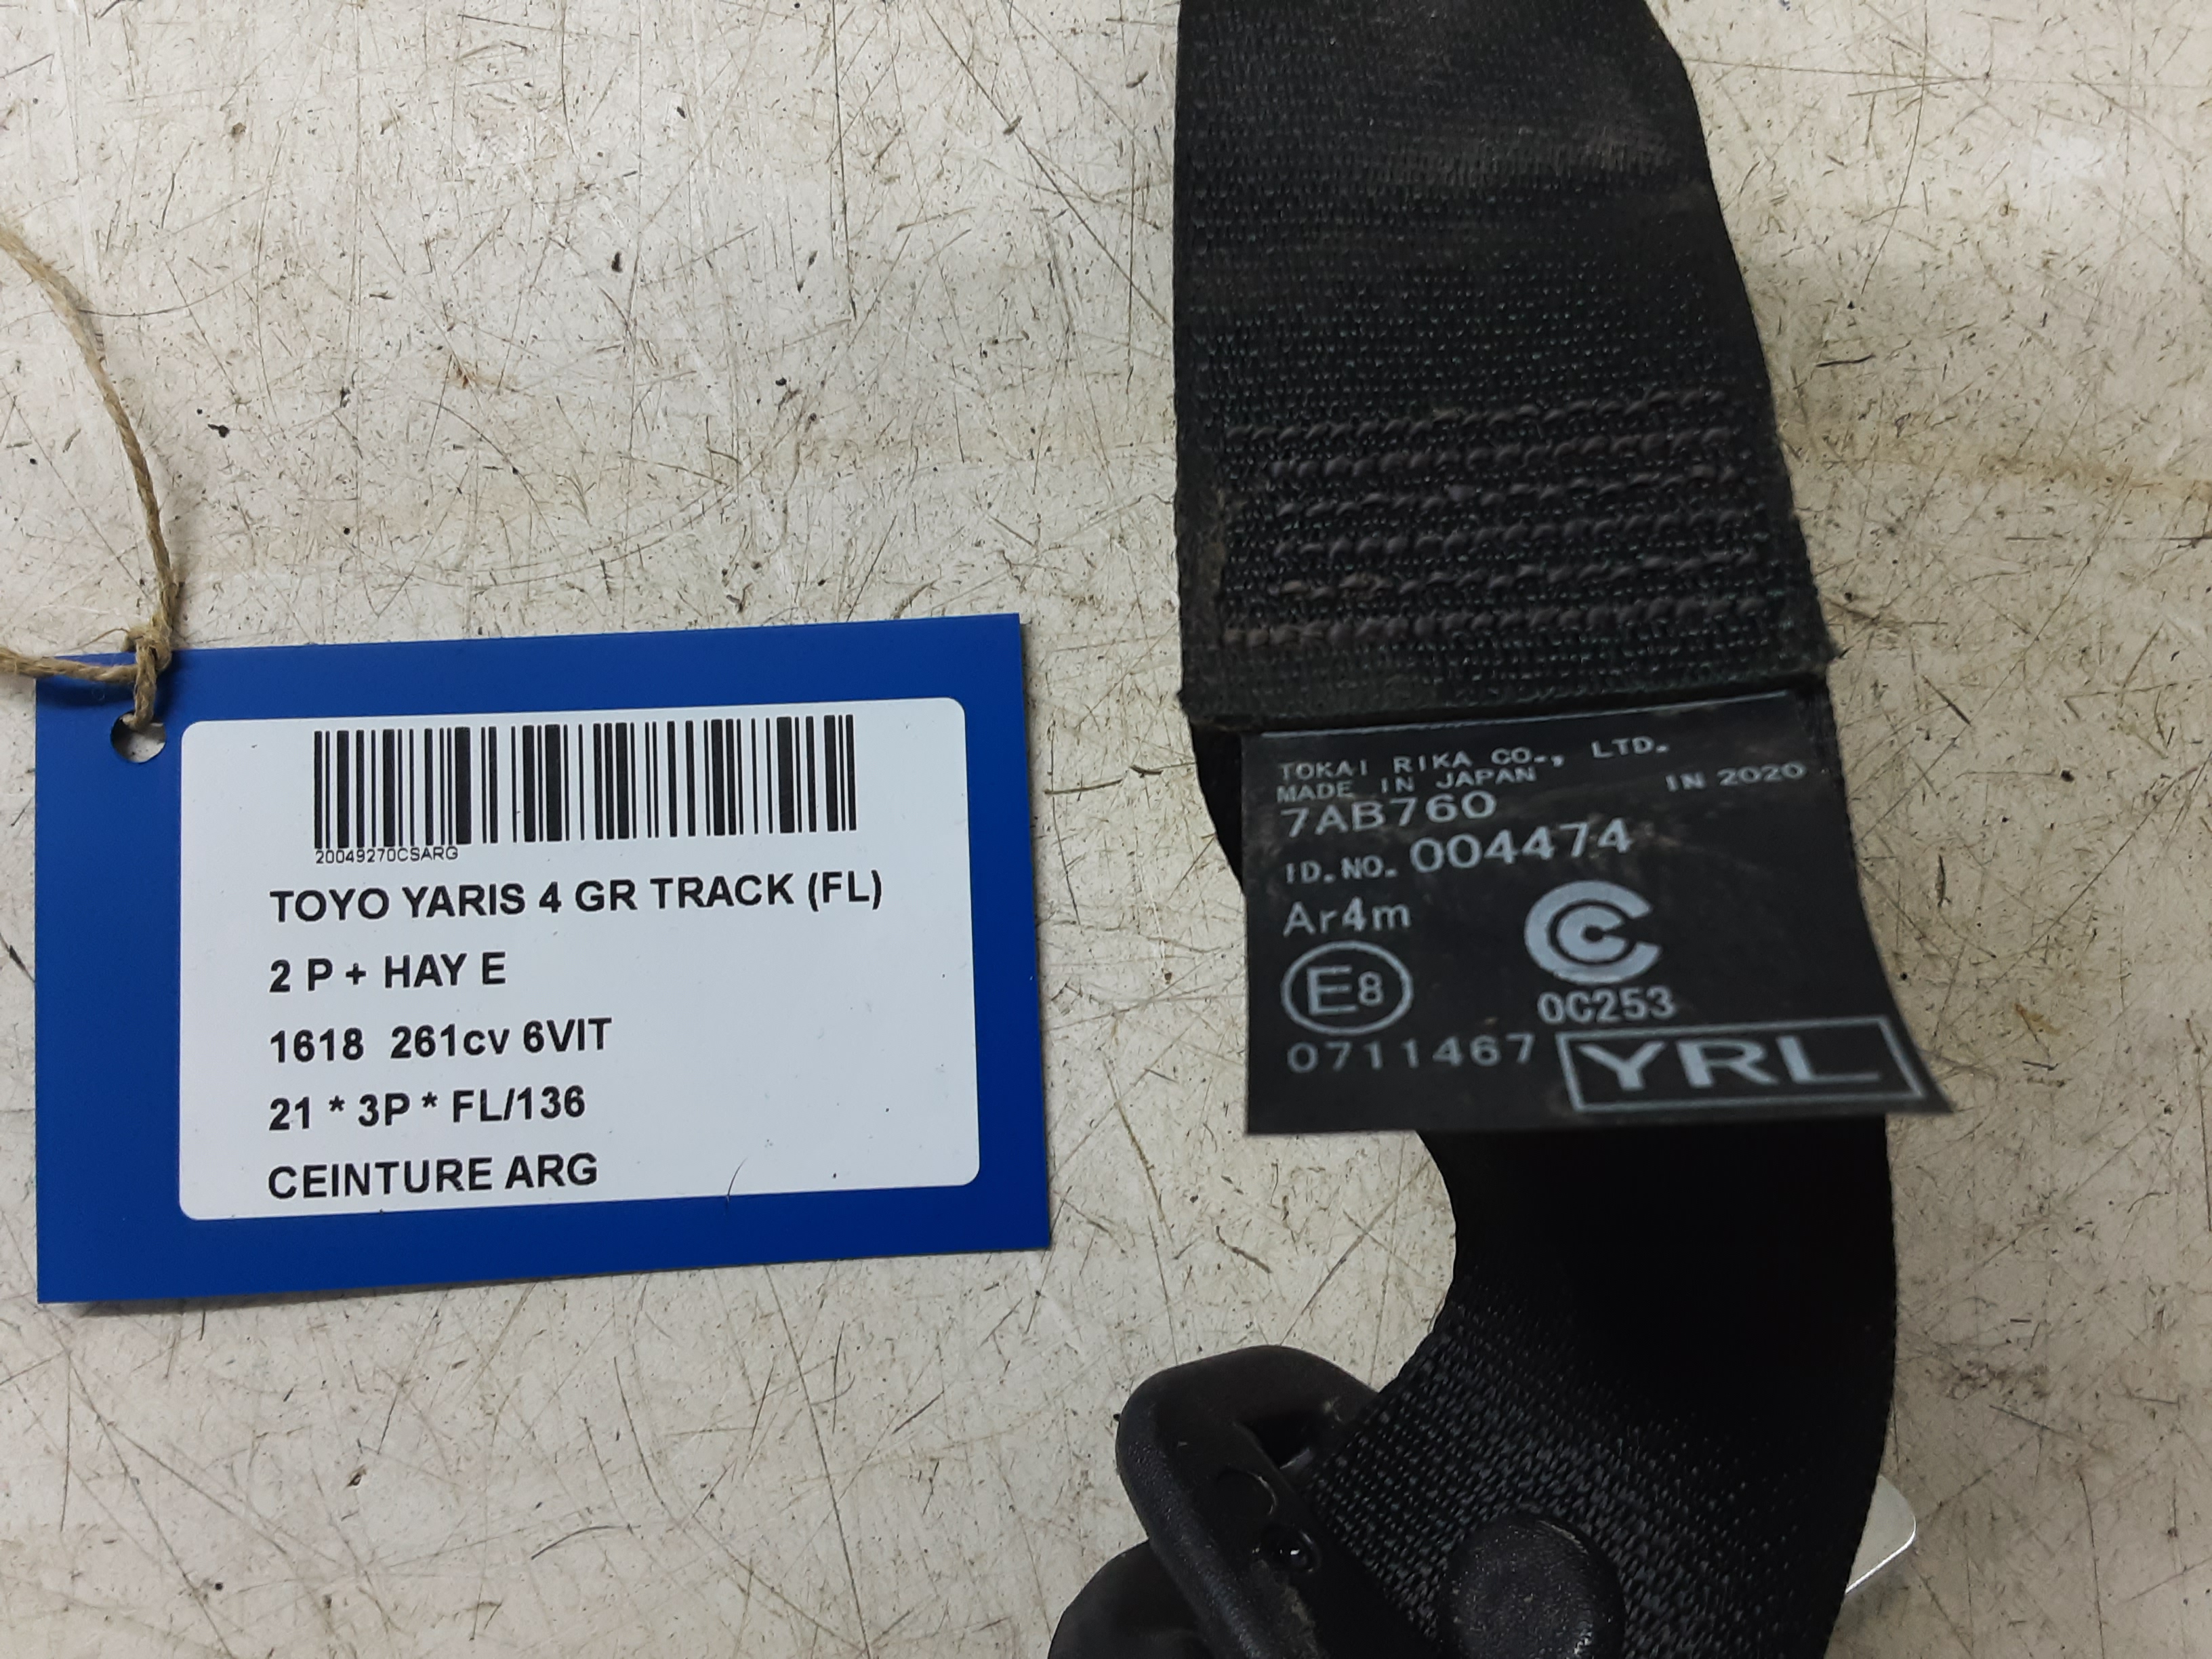 20049270CSARG
TOYO YARIS 4 GR TRACK (FL)
2 P + HAY E
1618 261cv 6VIT
21 * 3P * FL/136
CEINTURE ARG
TOKAI RIKA CO., LTD.
MADE IN JAPAN IN 2020
7AB760
ID.NO. 004474
Ar4m
E8
0C253
0711467 YRL